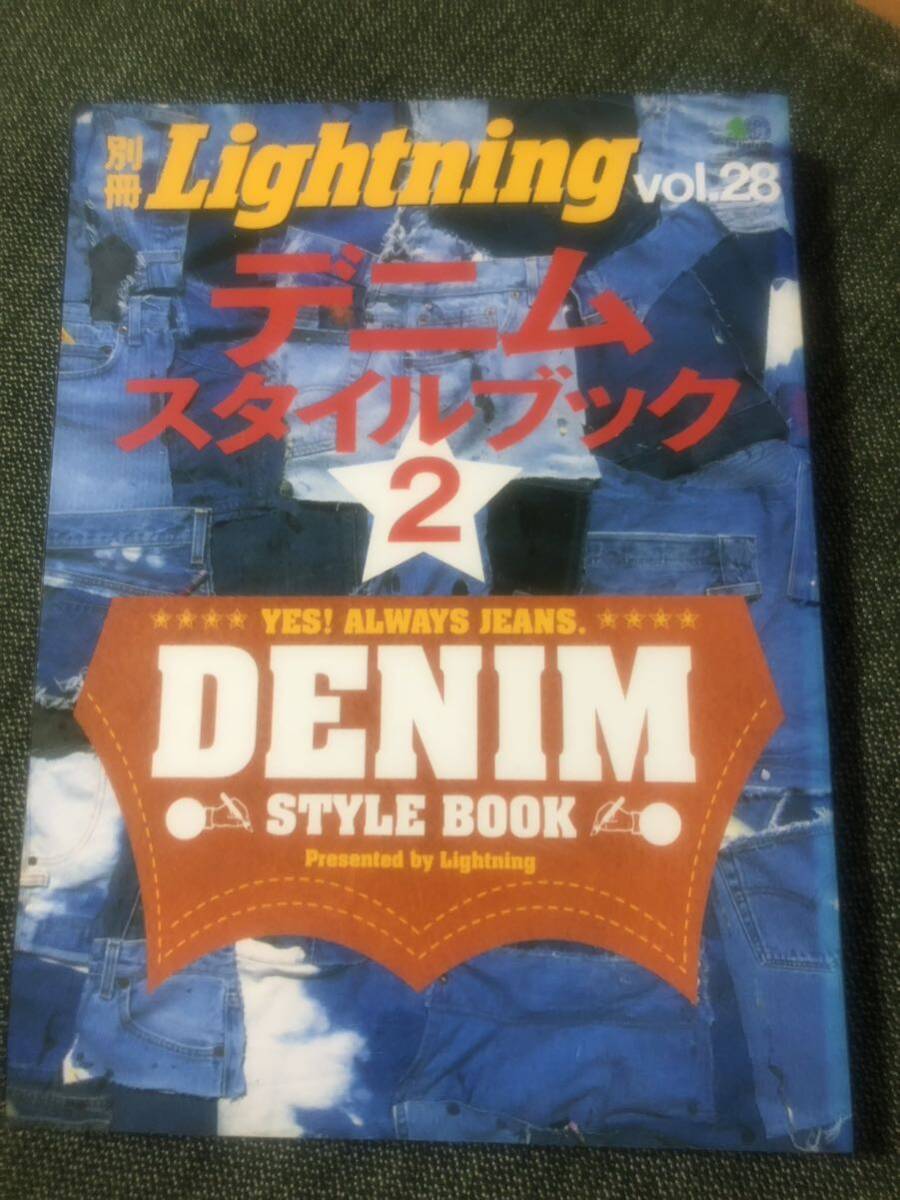 別冊 Lightning vol.28
デニム
スタイルブック
2
YES! ALWAYS JEANS.
DENIM
STYLE BOOK
Presented by Lightning